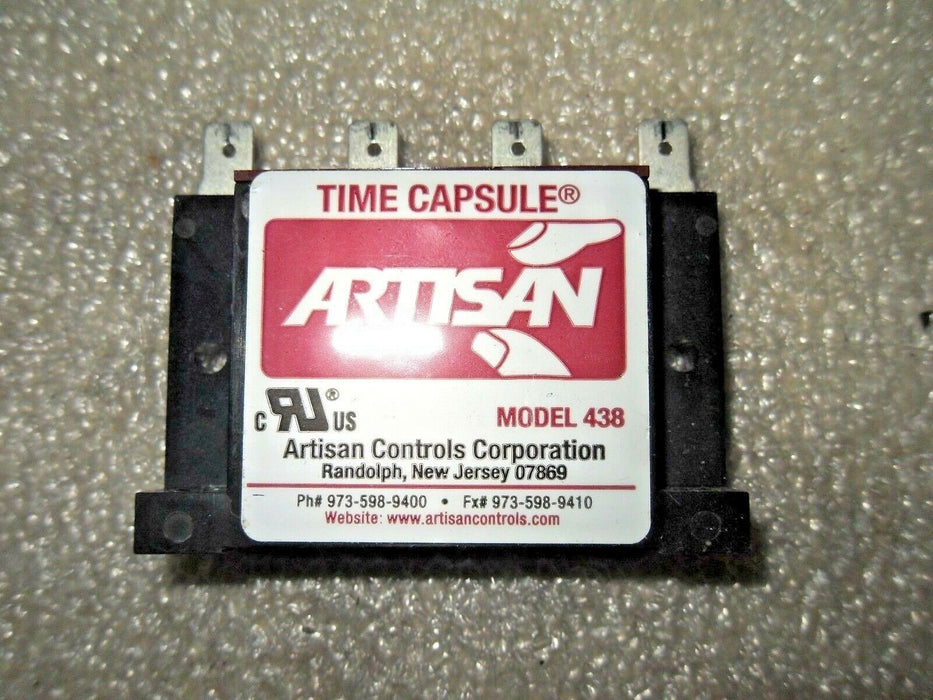 TIME CAPSULE®
ARTISAN
C RU® US
MODEL 438
Artisan Controls Corporation
Randolph, New Jersey 07869
Ph# 973-598-9400 • Fx# 973-598-9410
Website: www.artisancontrols.com